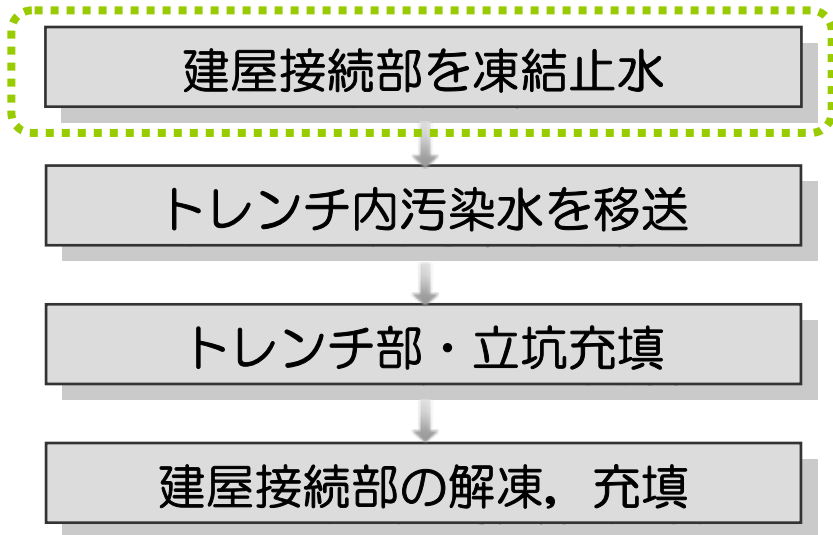 建屋接続部を凍結止水
トレンチ内汚染水を移送
トレンチ部・立坑充填
建屋接続部の解凍，充填